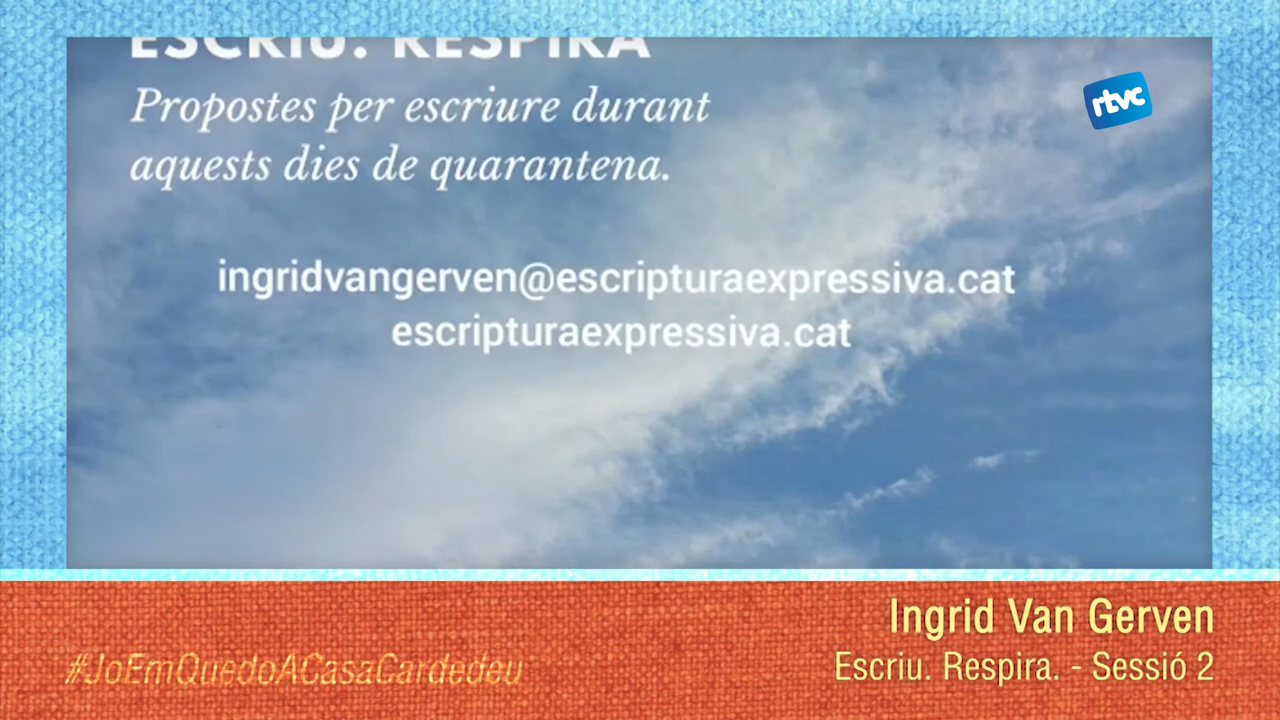 ESCRIU. RESPIRA
Propostes per escriure durant
aquests dies de quarantena.
rtvc
ingridvangerven@escripturaexpressiva.cat
escripturaexpressiva.cat
Ingrid Van Gerven
#JoEmQuedoACasaCardedeu
Escriu. Respira. - Sessió 2